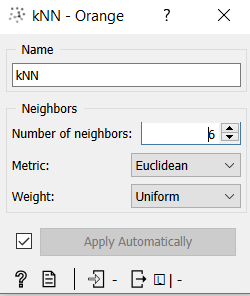 kNN - Orange
Name
kNN
Neighbors
Number of neighbors: 6
Metric: Euclidean
Weight: Uniform
Apply Automatically
? - | -